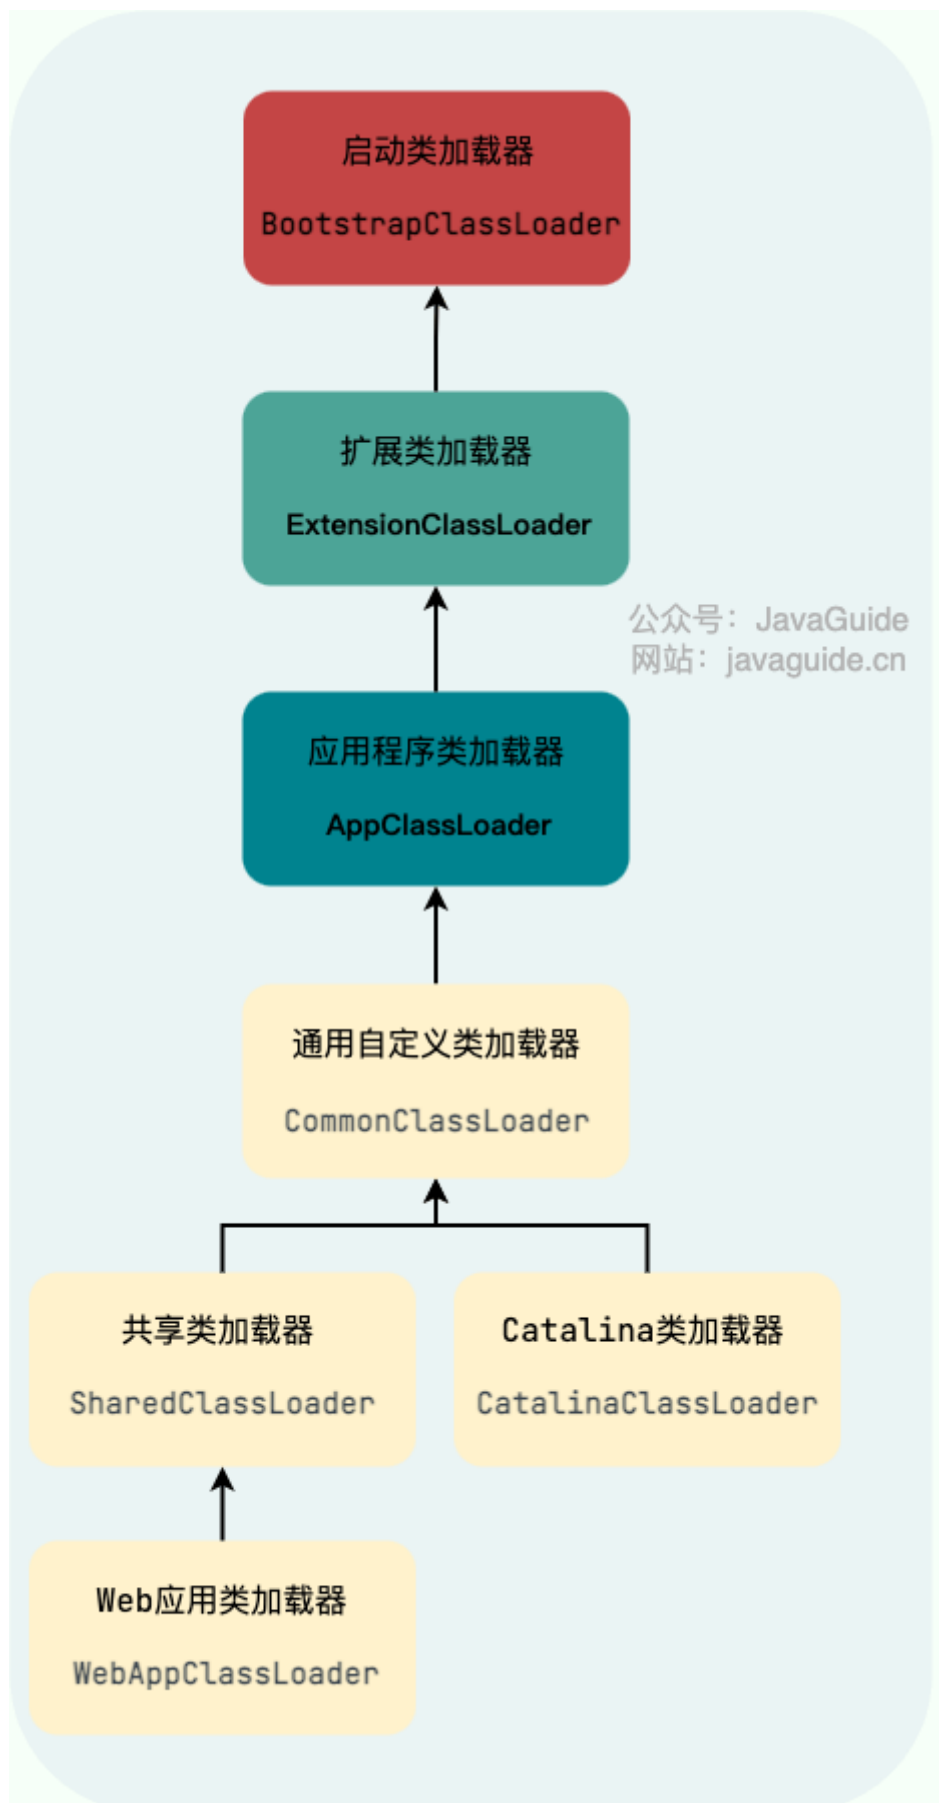 启动类加载器
BootstrapClassLoader
扩展类加载器
ExtensionClassLoader
公众号：JavaGuide
网站：javaguide.cn
应用程序类加载器
AppClassLoader
通用自定义类加载器
CommonClassLoader
共享类加载器
SharedClassLoader
Catalina类加载器
CatalinaClassLoader
Web应用类加载器
WebAppClassLoader